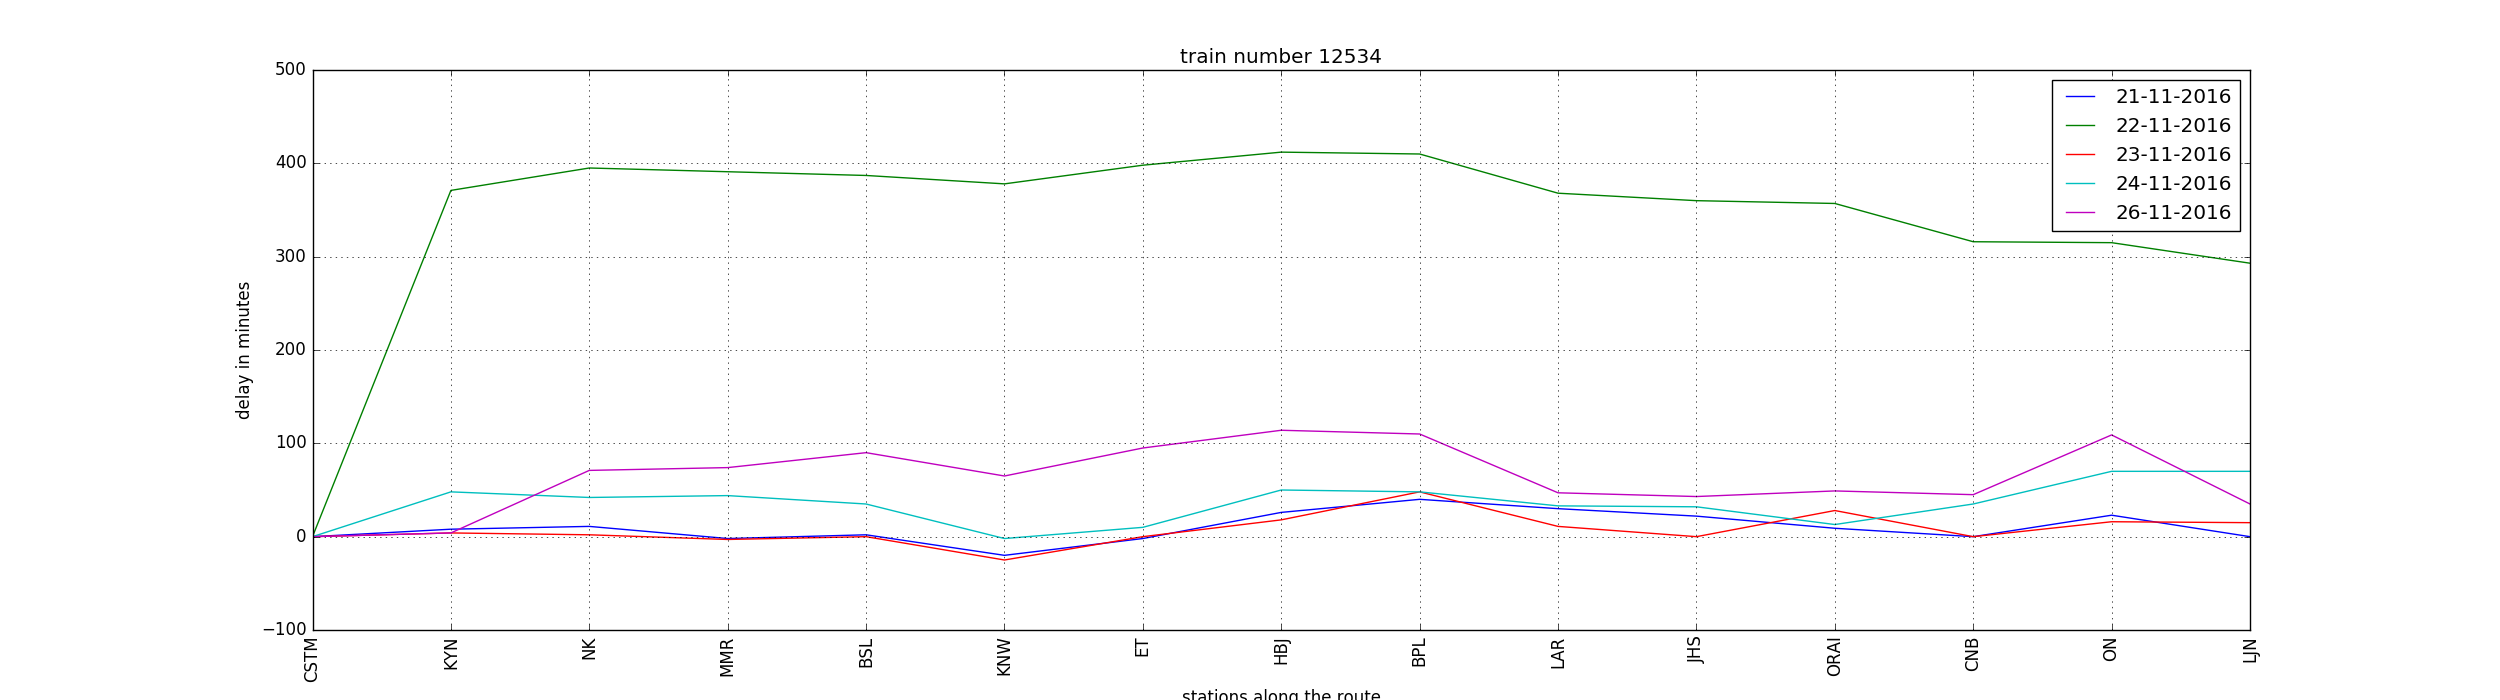 train number 12534
500
400
300
200
100
0
−100
delay in minutes
21-11-2016
22-11-2016
23-11-2016
24-11-2016
26-11-2016
CSTM
KYN
NK
MMR
BSL
KNW
ET
HBJ
BPL
LAR
JHS
ORAI
CNB
ON
LJN
stations along the route